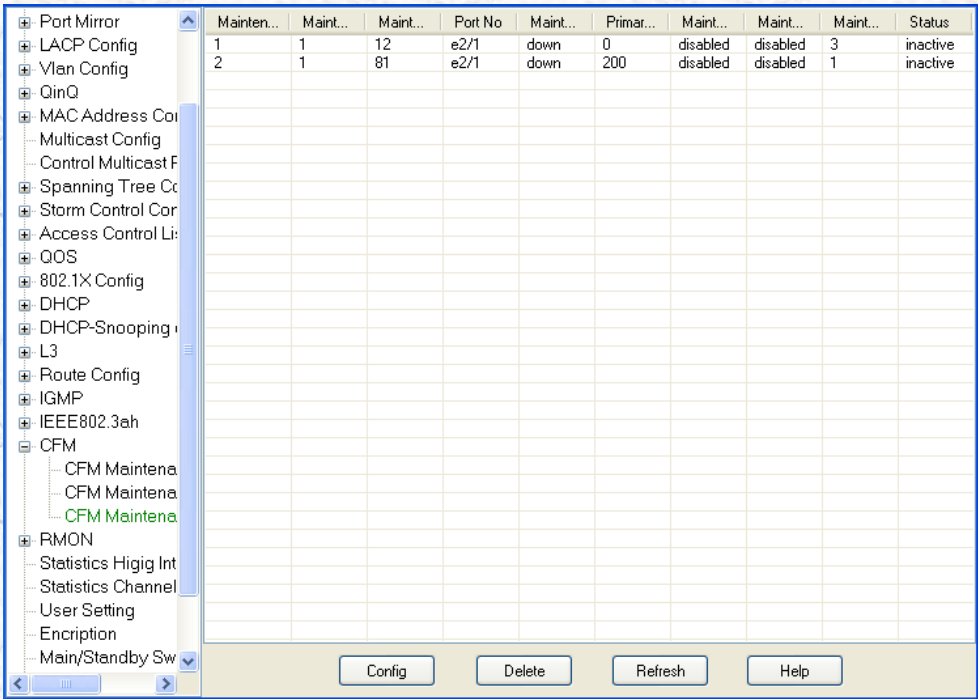 Port Mirror
LACP Config
Vlan Config
QinQ
MAC Address Co
Multicast Config
Control Multicast F
Spanning Tree Co
Storm Control Con
Access Control Lis
QOS
802.1X Config
DHCP
DHCP-Snooping
L3
Route Config
IGMP
IEEE802.3ah
CFM
CFM Maintena
CFM Maintena
CFM Maintena
RMON
Statistics Higig Int
Statistics Channel
User Setting
Encription
Main/Standby Sw
Mainten... Maint... Maint... Port No Maint... Primar... Maint... Maint... Maint... Status
1 1 12 e2/1 down 0 disabled disabled 3 inactive
2 1 81 e2/1 down 200 disabled disabled 1 inactive
Config Delete Refresh Help